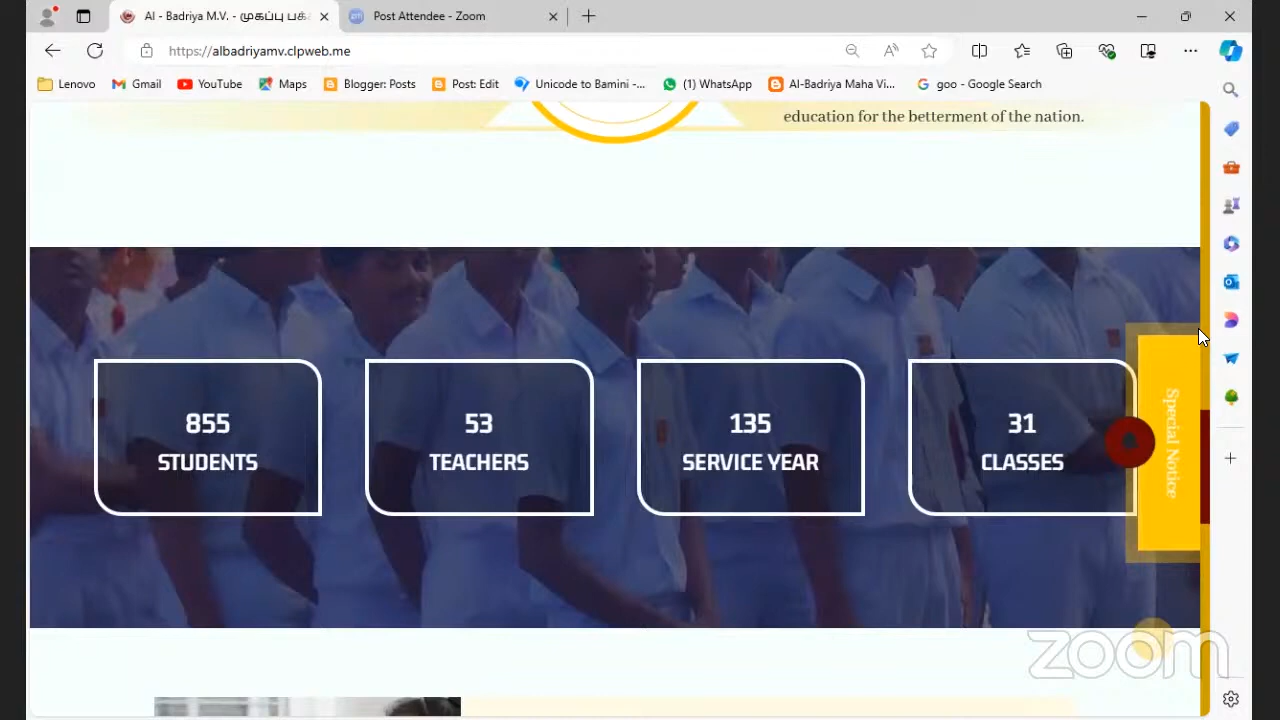 Al - Badriya M.V. - முகப்பு பக்க
Post Attendee - Zoom
https://albadriyamv.clpweb.me
Lenovo
Gmail
YouTube
Maps
Blogger: Posts
Post: Edit
Unicode to Bamini -...
(1) WhatsApp
Al-Badriya Maha Vi...
goo - Google Search
education for the betterment of the nation.
855
STUDENTS
53
TEACHERS
135
SERVICE YEAR
31
CLASSES
Special Notice
zoom